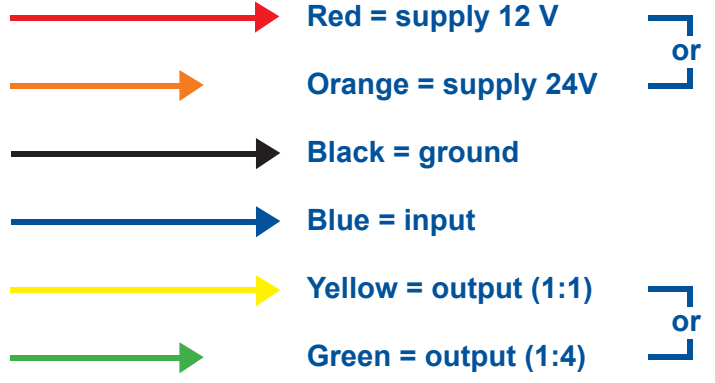 Red = supply 12 V
or
Orange = supply 24V
Black = ground
Blue = input
Yellow = output (1:1)
or
Green = output (1:4)